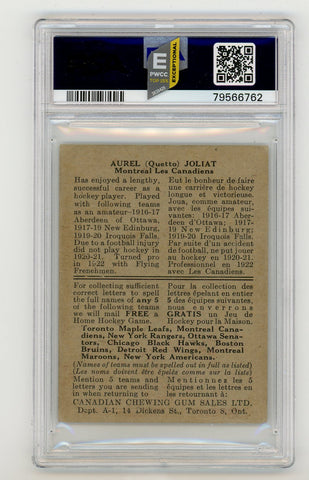 E
PWCC
EXCEPTIONAL
79566762
AUREL (Quetto) JOLIAT
Montreal Les Canadiens
Has enjoyed a lengthy,
successful career as a
hockey player. Played
with following teams
as an amateur—1916-17
Aberdeen of Ottawa.
1917-19 New Edinburg,
1919-20 Iroquois Falls.
Due to a football injury
did not play hockey in
1920-21. Turned pro
in 1922 with Flying
Frenchmen.
Eut le bonheur de faire
une carrière de hockey
longue et victorieuse.
Joua, comme amateur,
avec les équipes sui-
vantes: 1916-17 Aber-
deen d'Ottawa; 1917-
19 New Edinburg;
1919-20 Iroquois Falls.
Par suite d'un accident
de football, ne put jouer
au hockey en 1920-21.
Professionnel en 1922
avec Les Canadiens.
For collecting sufficient
correct letters to spell
the full names of any 5
of the following teams
we will mail FREE a
Home Hockey Game.
Pour la collection des
lettres épelant en entier
5 des équipes suivantes,
nous enverrons
GRATIS un Jeu de
Hockey pour la Maison.
Toronto Maple Leafs, Montreal Cana-
diens, New York Rangers, Ottawa Sena-
tors, Chicago Black Hawks, Boston
Bruins, Detroit Red Wings, Montreal
Maroons, New York Americans.
(Names of teams must be spelled out in full as listed)
(Les noms doivent être épelés comme ci-dessus)
Mention 5 teams and
letters you are sending
in when returning to
Mentionnez les 5
équipes et les lettres en
les retournant à:
CANADIAN CHEWING GUM SALES LTD.
Dept. A-1, 14 Dickens St., Toronto 8, Ont.